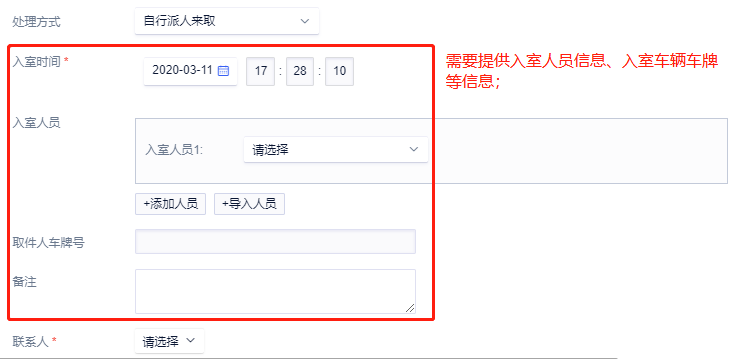 处理方式 自行派人来取
入室时间 * 2020-03-11 17 : 28 : 10
需要提供入室人员信息、入室车辆车牌
等信息；
入室人员
入室人员1: 请选择
+添加人员 +导入人员
取件人车牌号
备注
联系人 * 请选择